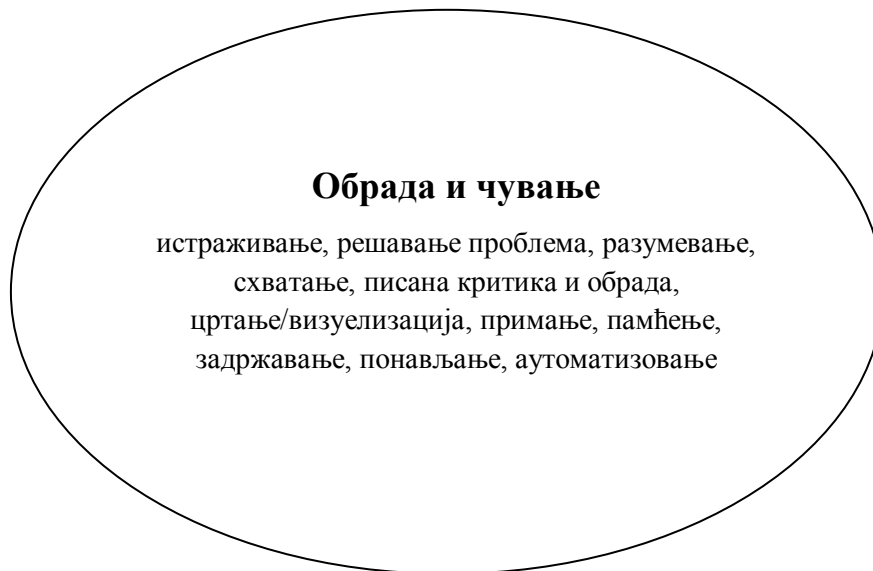 Обрада и чување
истраживање, решавање проблема, разумевање,
схватање, писана критика и обрада,
цртање/визуелизација, примање, памћење,
задржавање, понављање, аутоматизовање